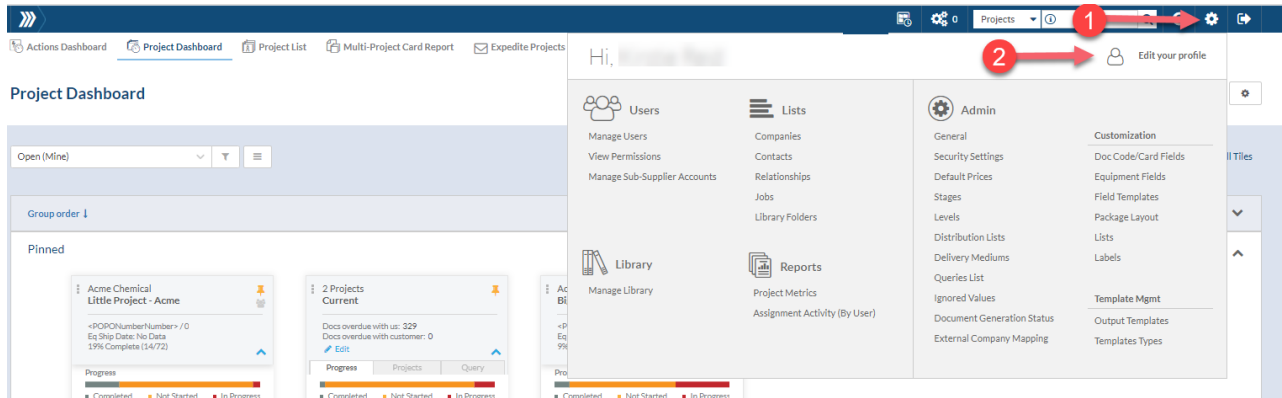 0
Projects
1
Actions Dashboard
Project Dashboard
Project List
Multi-Project Card Report
Expedite Projects
Hi,
2
Edit your profile
Project Dashboard
Open (Mine)
ll Tiles
Group order
Pinned
Acme Chemical
Little Project - Acme
<POPONumberNumber> / 0
Eq Ship Date: No Data
19% Complete (14/72)
Progress
Completed
Not Started
In Progress
2 Projects
Current
Docs overdue with us: 329
Docs overdue with customer: 0
Edit
Progress
Projects
Query
Completed
Not Started
In Progress
Ac
Bi
<P
Eq
9%
Pro
Completed
Not Started
In Progress
Users
Manage Users
View Permissions
Manage Sub-Supplier Accounts
Lists
Companies
Contacts
Relationships
Jobs
Library Folders
Library
Manage Library
Reports
Project Metrics
Assignment Activity (By User)
Admin
General
Security Settings
Default Prices
Stages
Levels
Distribution Lists
Delivery Mediums
Queries List
Ignored Values
Document Generation Status
External Company Mapping
Customization
Doc Code/Card Fields
Equipment Fields
Field Templates
Package Layout
Lists
Labels
Template Mgmt
Output Templates
Templates Types